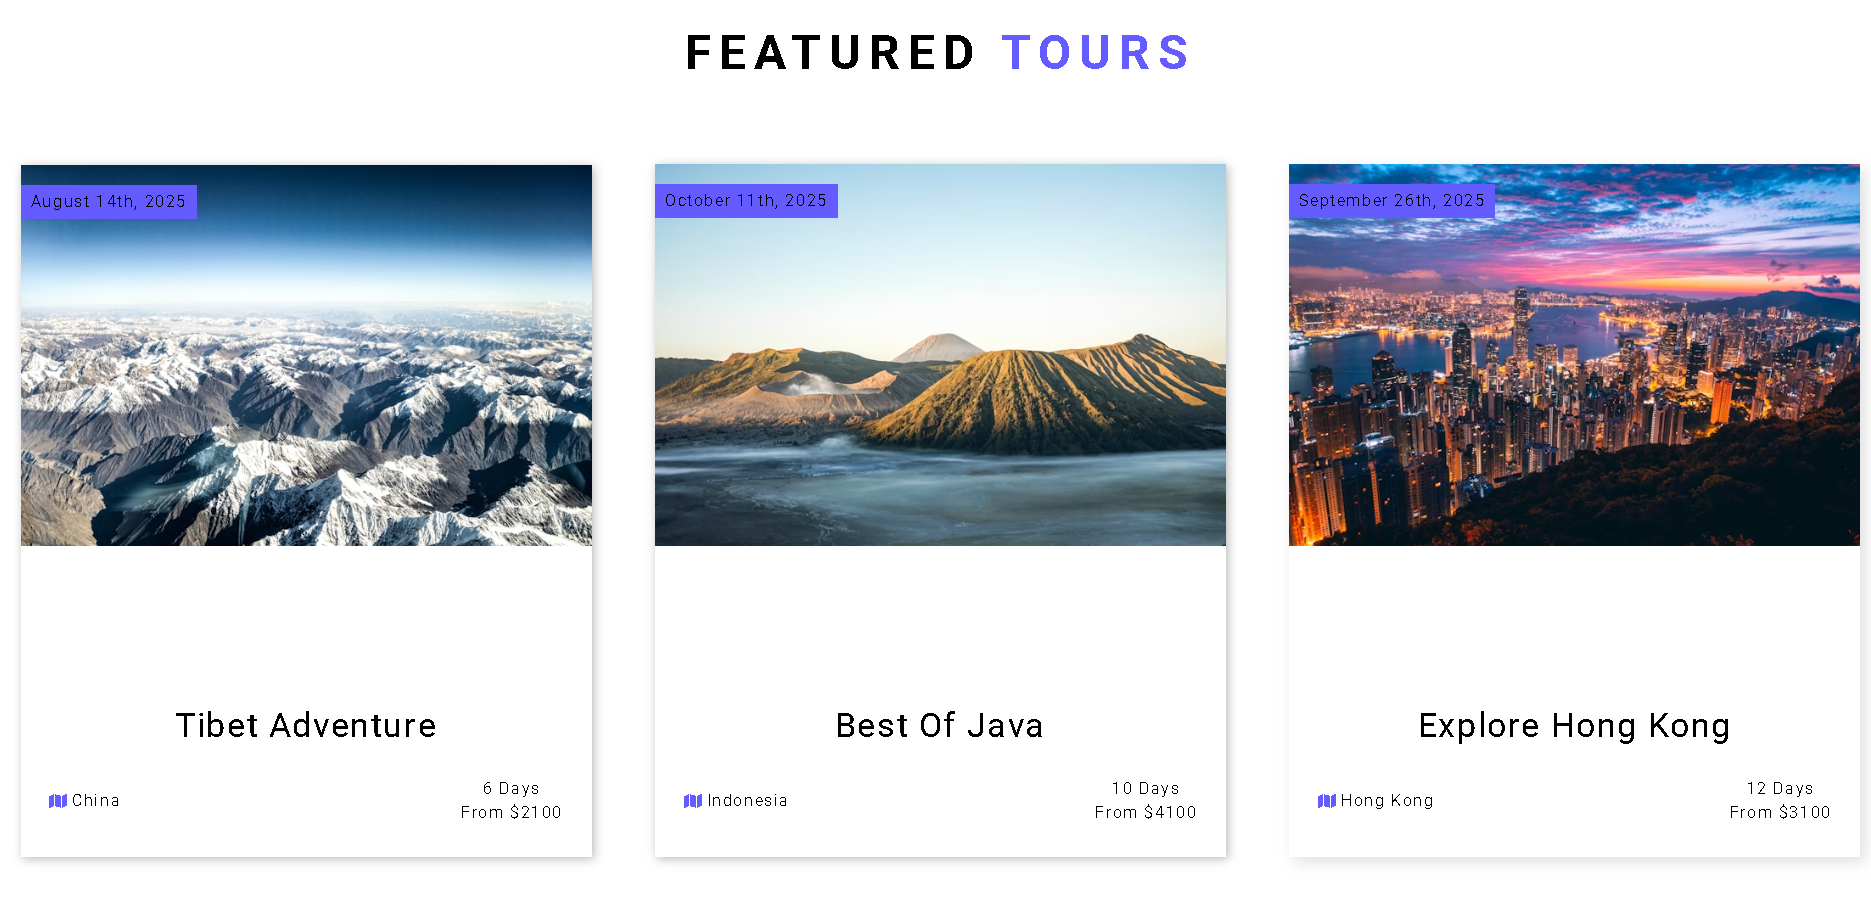 FEATURED TOURS
August 14th, 2025
Tibet Adventure
China
6 Days
From $2100
October 11th, 2025
Best Of Java
Indonesia
10 Days
From $4100
September 26th, 2025
Explore Hong Kong
Hong Kong
12 Days
From $3100